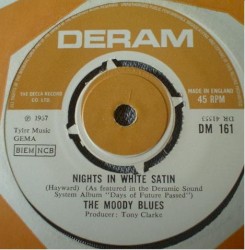 DERAM
THE DECCA RECORD
CO LTD
MADE IN ENGLAND
45 RPM
℗ 1967
Tyler Music
GEMA
BIEM NCB
DM 161
NIGHTS IN WHITE SATIN
(Hayward) (As featured in the Deramic Sound
System Album "Days of Future Passed")
THE MOODY BLUES
Producer: Tony Clarke